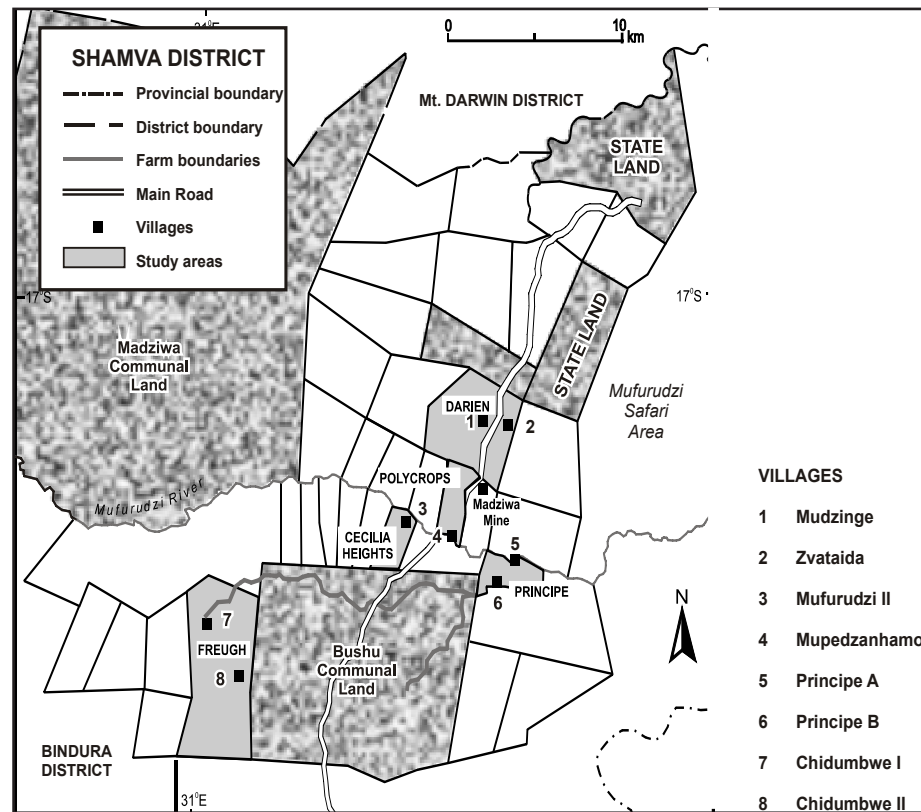 31°E
0 10
km
SHAMVA DISTRICT
Provincial boundary
District boundary
Farm boundaries
Main Road
Villages
Study areas
Mt. DARWIN DISTRICT
STATE
LAND
17°S
17°S
Madziwa
Communal
Land
STATE LAND
Mufurudzi
Safari
Area
DARIEN
1
2
POLYCROPS
Madziwa
Mine
Mufurudzi River
3
CECILIA
HEIGHTS
4
5
PRINCIPE
6
N
7
FREUGH
8
Bushu
Communal
Land
BINDURA
DISTRICT
31°E
VILLAGES
1 Mudzinge
2 Zvataida
3 Mufurudzi II
4 Mupedzanhamo
5 Principe A
6 Principe B
7 Chidumbwe I
8 Chidumbwe II